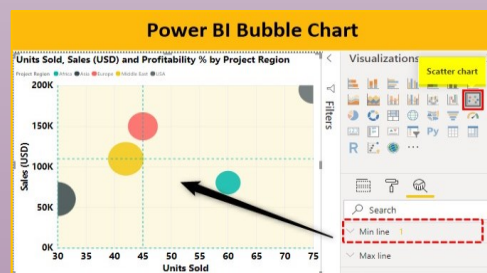 Power BI Bubble Chart
Units Sold, Sales (USD) and Profitability % by Project Region
Project Region Africa Asia Europe Middle East USA
200K
150K
100K
50K
0K
Sales (USD)
30 35 40 45 50 55 60 65 70 75
Units Sold
Filters
Visualizations
Scatter chart
Py
R
Search
Min line 1
Max line